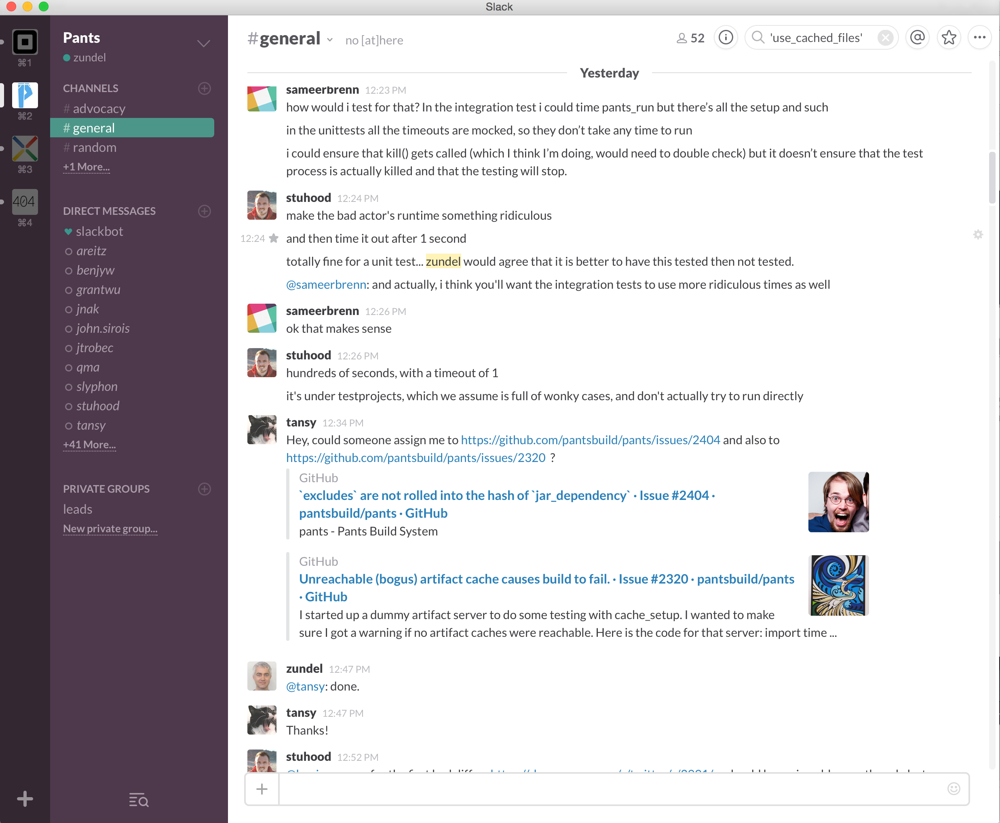 Slack
⌘1
⌘2
⌘3
404
⌘4
Pants
zundel
CHANNELS
# advocacy
# general
# random
+1 More...
DIRECT MESSAGES
slackbot
areitz
benjyw
grantwu
jnak
john.sirois
jtrobec
qma
slyphon
stuhood
tansy
+41 More...
PRIVATE GROUPS
leads
New private group...
#general no [at]here
52
'use_cached_files'
Yesterday
sameerbrenn 12:23 PM
how would i test for that? In the integration test i could time pants_run but there’s all the setup and such
in the unittests all the timeouts are mocked, so they don’t take any time to run
i could ensure that kill() gets called (which I think I’m doing, would need to double check) but it doesn’t ensure that the test
process is actually killed and that the testing will stop.
stuhood 12:24 PM
make the bad actor's runtime something ridiculous
12:24 and then time it out after 1 second
totally fine for a unit test... zundel would agree that it is better to have this tested then not tested.
@sameerbrenn: and actually, i think you'll want the integration tests to use more ridiculous times as well
sameerbrenn 12:26 PM
ok that makes sense
stuhood 12:26 PM
hundreds of seconds, with a timeout of 1
it's under testprojects, which we assume is full of wonky cases, and don't actually try to run directly
tansy 12:34 PM
Hey, could someone assign me to https://github.com/pantsbuild/pants/issues/2404 and also to
https://github.com/pantsbuild/pants/issues/2320 ?
GitHub
`excludes` are not rolled into the hash of `jar_dependency` · Issue #2404 ·
pantsbuild/pants · GitHub
pants - Pants Build System
GitHub
Unreachable (bogus) artifact cache causes build to fail. · Issue #2320 · pantsbuild/pants
· GitHub
I started up a dummy artifact server to do some testing with cache_setup. I wanted to make
sure I got a warning if no artifact caches were reachable. Here is the code for that server: import time ...
zundel 12:47 PM
@tansy: done.
tansy 12:47 PM
Thanks!
stuhood 12:52 PM